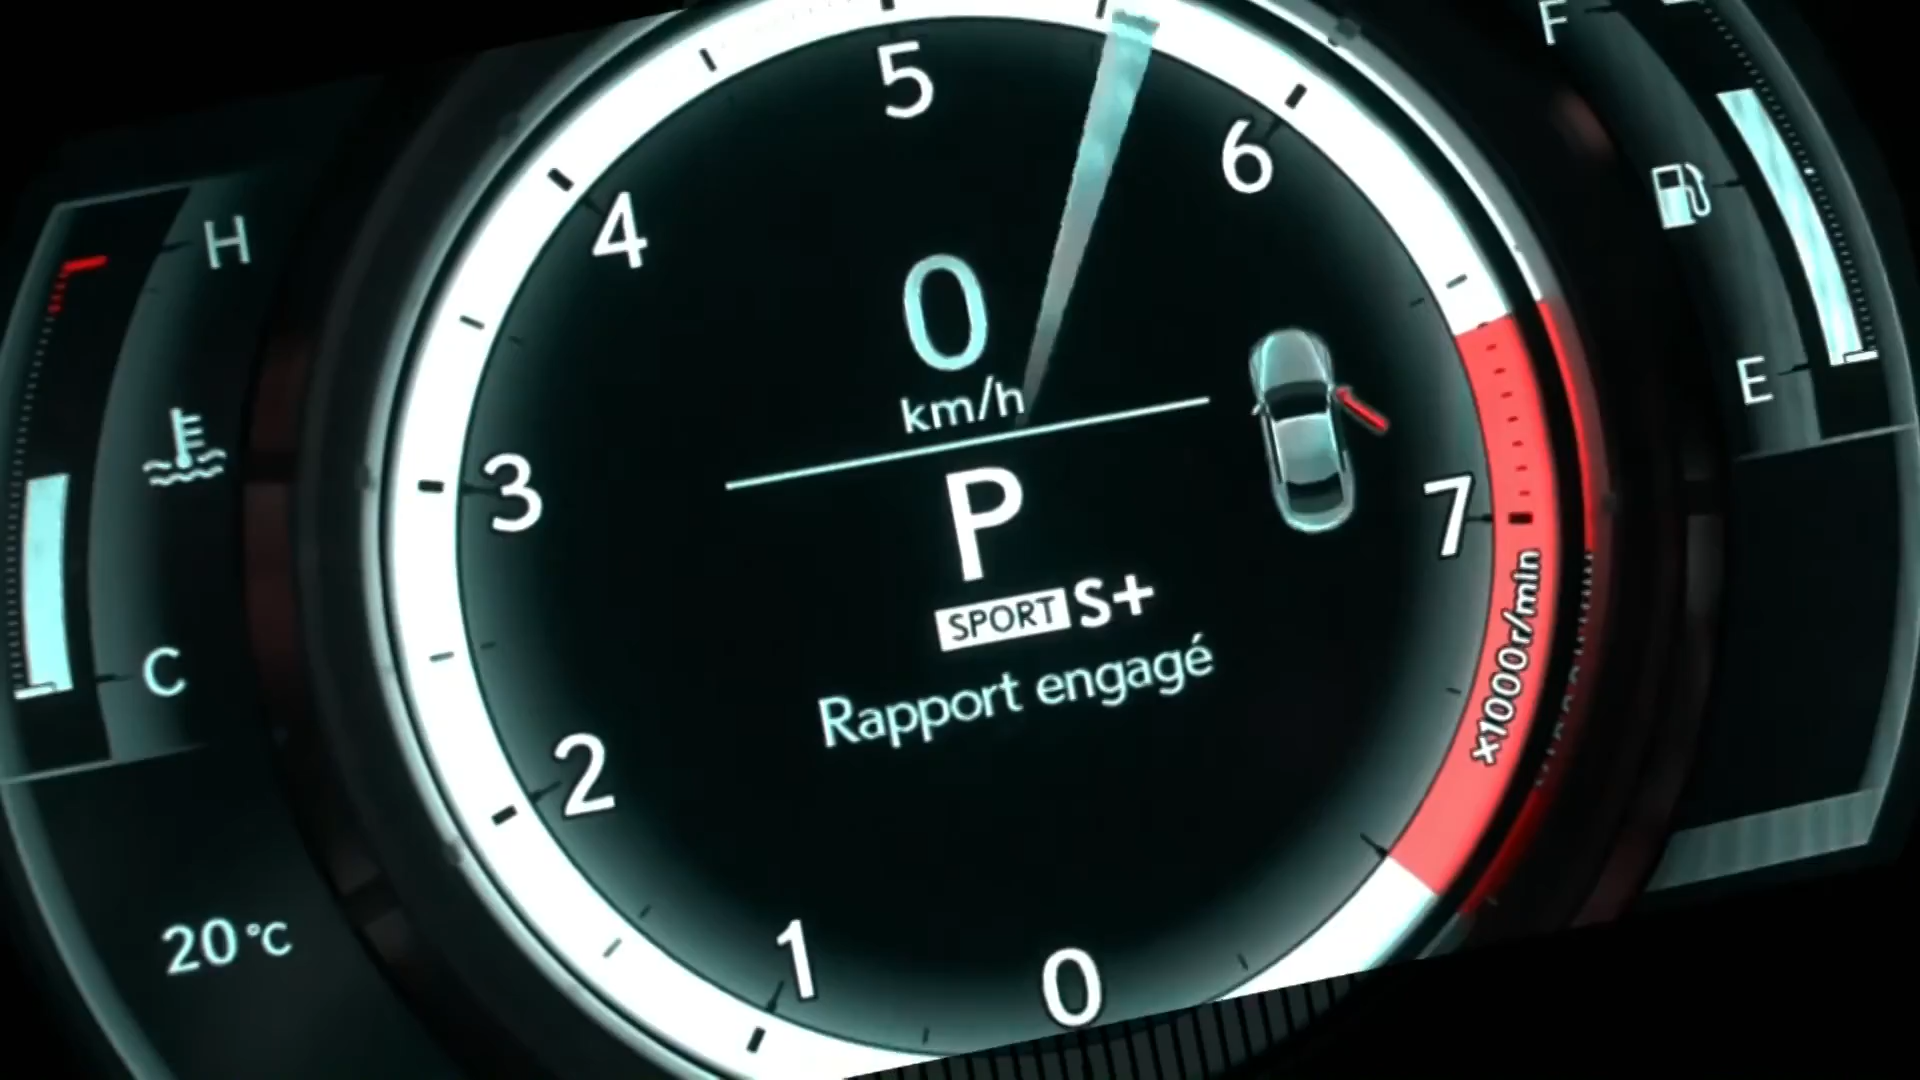 5
6
4
3
2
1
0
7
x1000r/min
0
km/h
P
SPORT S+
Rapport engagé
H
C
20°C
F
E